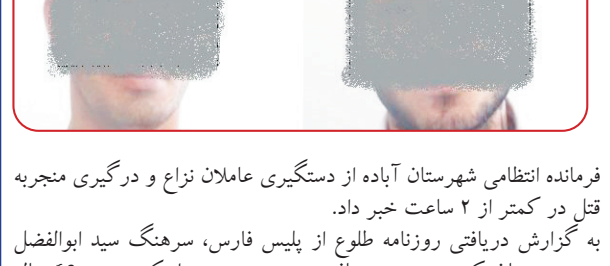 فرمانده انتظامی شهرستان آباده از دستگیری عاملان نزاع و درگیری منجربه
قتل در کمتر از ۲ ساعت خبر داد.
به گزارش دریافتی روزنامه طلوع از پلیس فارس، سرهنگ سید ابوالفضل